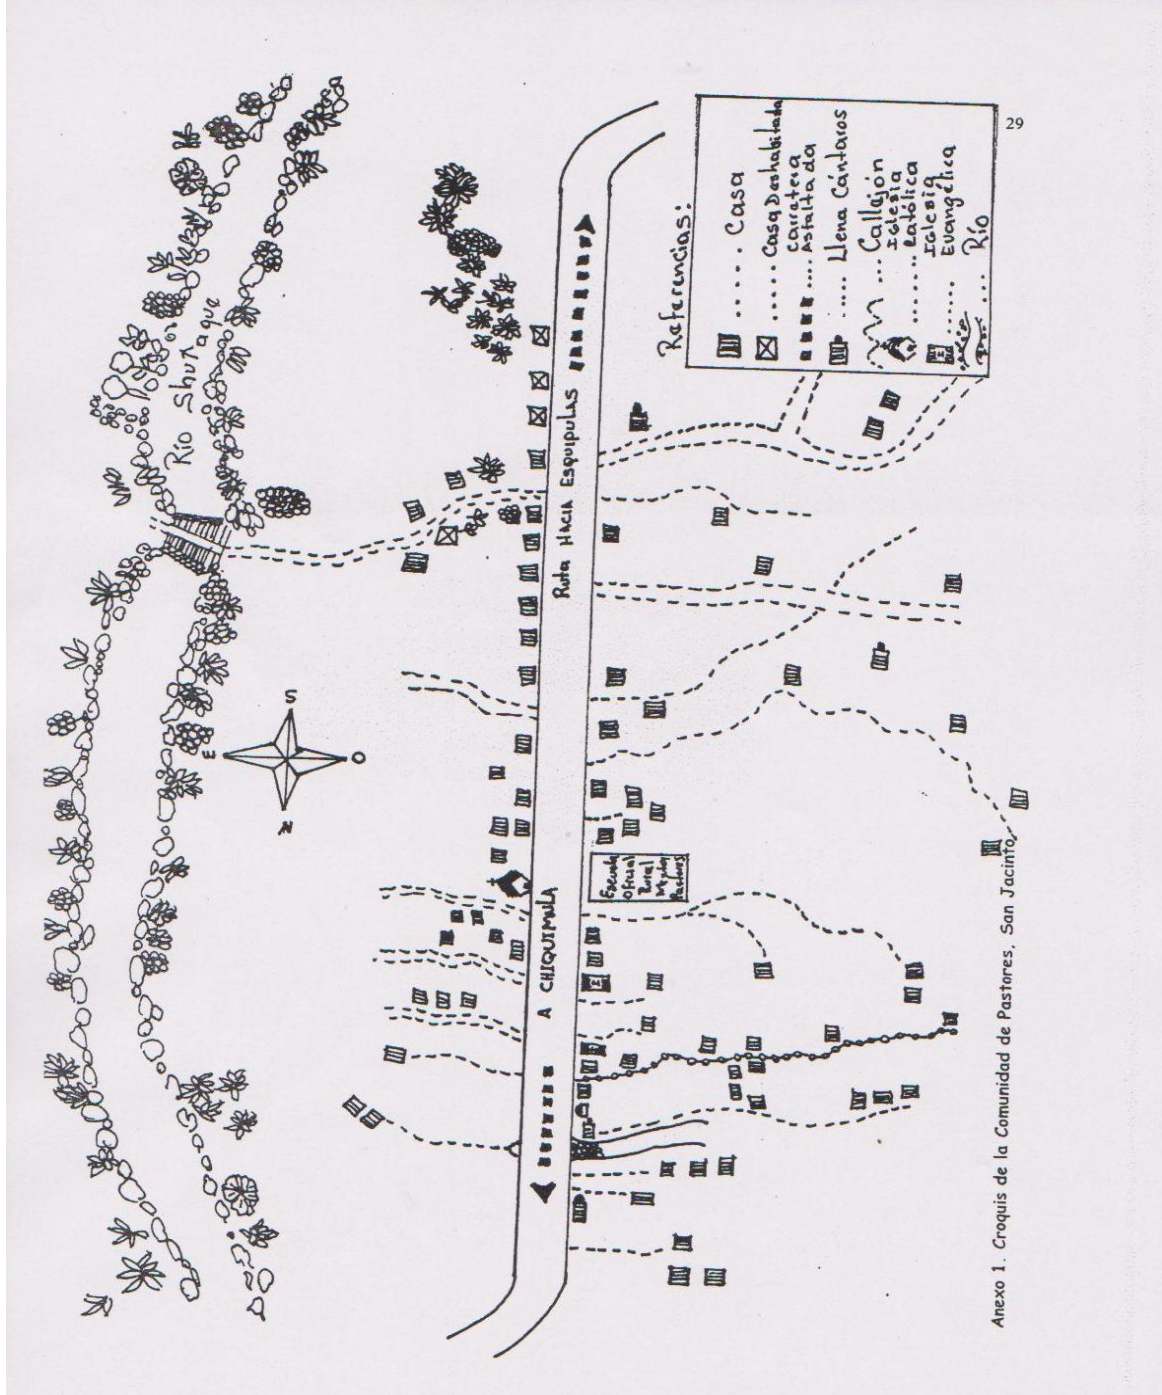 29
Referencias:
..... Casa
..... Casa Deshabitada
.... Carretera
Asfaltada
..... Llena Cántaros
.... Callejón
....... Iglesia
Católica
....... Iglesia
Evangélica
.... Río
Río Shutaque
S
E
O
N
Ruta HACIA ESQUIPULAS
A CHIQUIMULA
Escuela
Oficial
Rural
Mixta
Pastores
Anexo 1. Croquis de la Comunidad de Pastores, San Jacinto